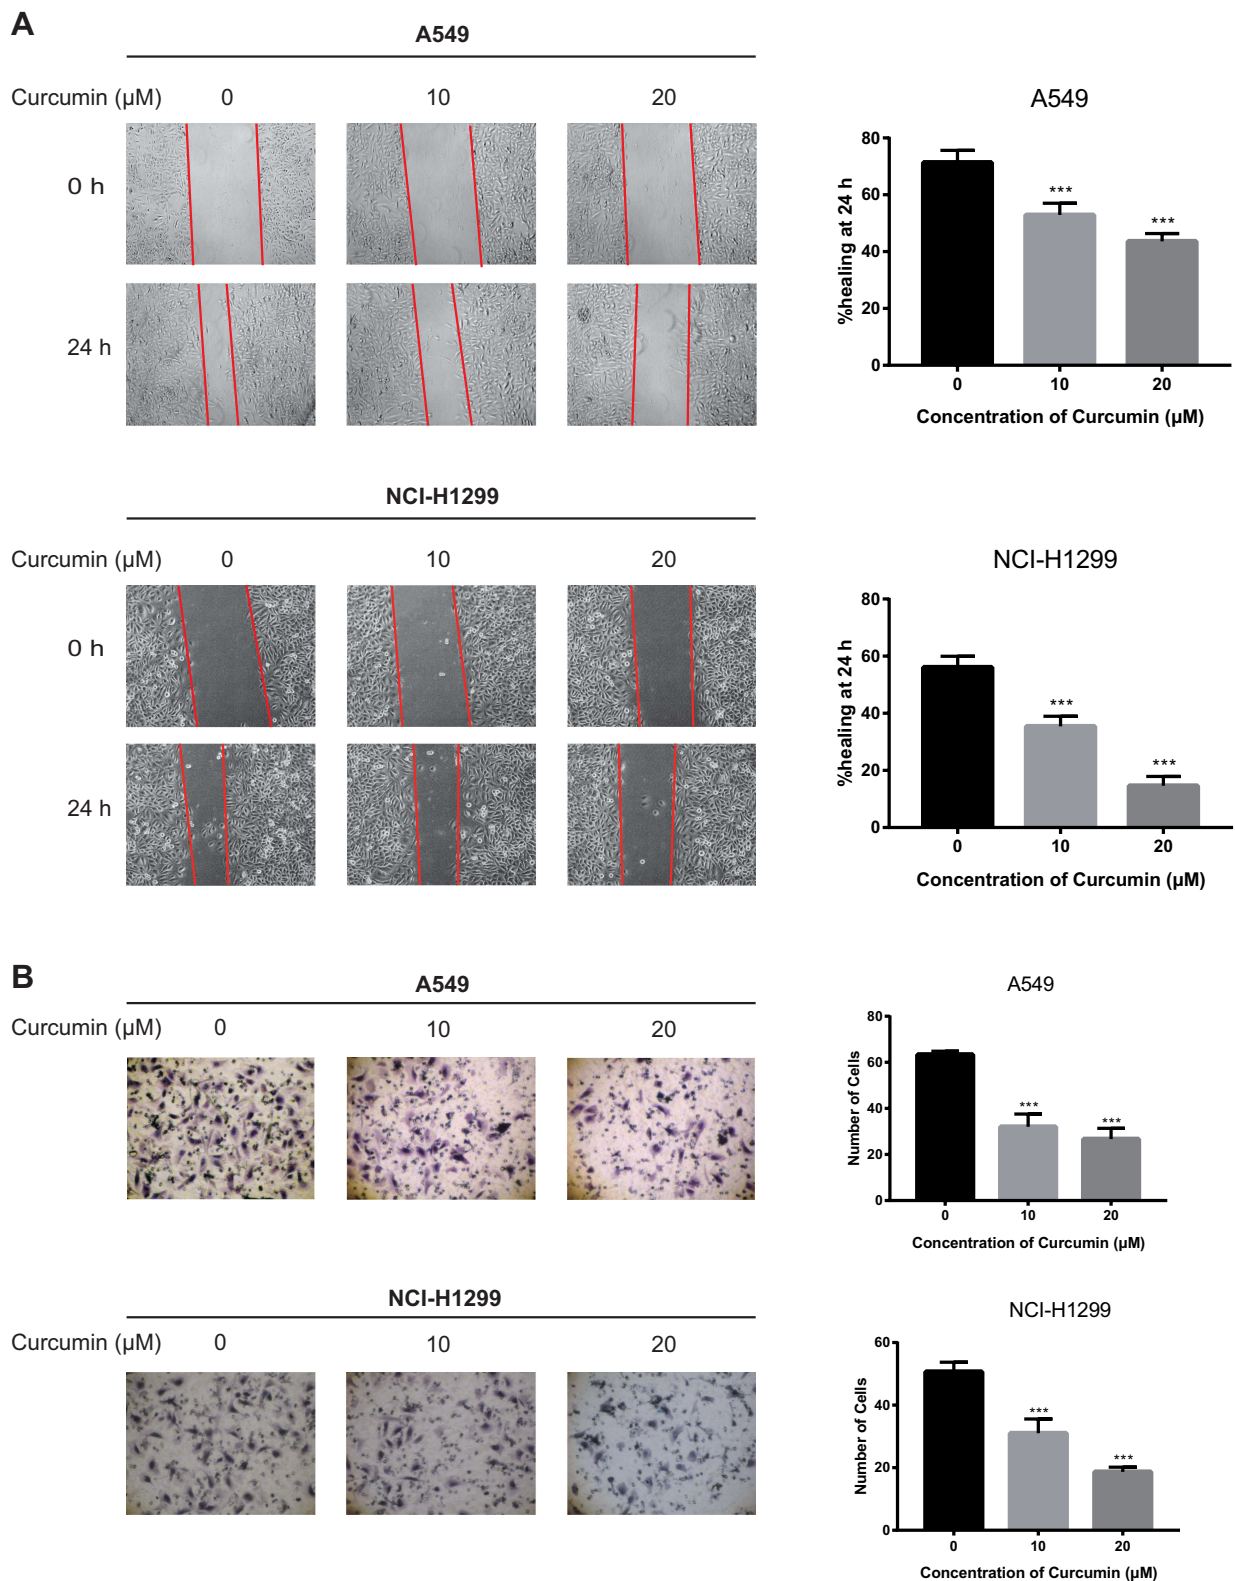 A
A549
Curcumin (µM) 0 10 20
0 h
24 h
A549
%healing at 24 h
80
60
40
20
0
***
***
0 10 20
Concentration of Curcumin (µM)
NCI-H1299
Curcumin (µM) 0 10 20
0 h
24 h
NCI-H1299
%healing at 24 h
80
60
40
20
0
***
***
0 10 20
Concentration of Curcumin (µM)
B
A549
Curcumin (µM) 0 10 20
A549
Number of Cells
80
60
40
20
0
***
***
0 10 20
Concentration of Curcumin (µM)
NCI-H1299
Curcumin (µM) 0 10 20
NCI-H1299
Number of Cells
60
40
20
0
***
***
0 10 20
Concentration of Curcumin (µM)